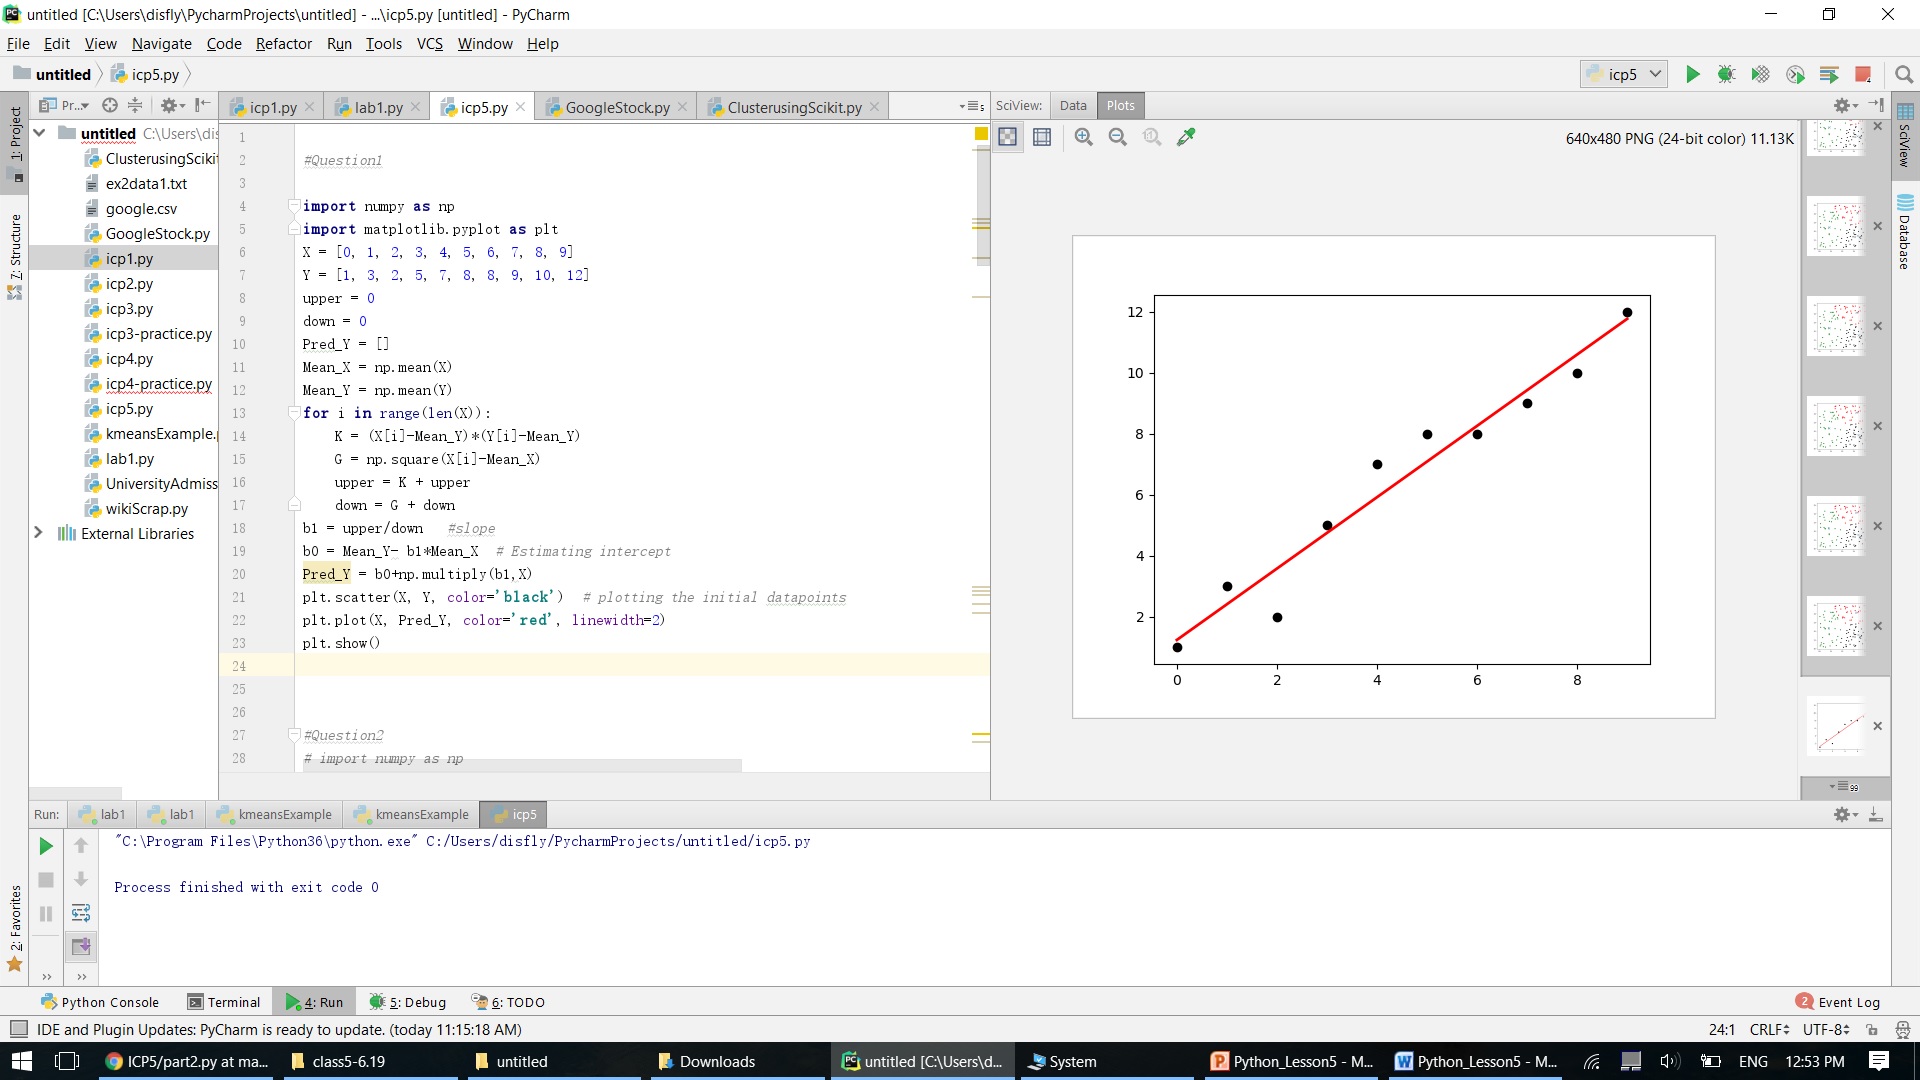 untitled [C:\Users\disfly\PycharmProjects\untitled] - ...\icp5.py [untitled] - PyCharm
File Edit View Navigate Code Refactor Run Tools VCS Window Help
untitled icp5.py icp5
1: Project
7: Structure
2: Favorites
Pr...
icp1.py lab1.py icp5.py GoogleStock.py ClusterusingScikit.py 5
SciView: Data Plots
SciView
Database
untitled C:\Users\dis
ClusterusingScikit
ex2data1.txt
google.csv
GoogleStock.py
icp1.py
icp2.py
icp3.py
icp3-practice.py
icp4.py
icp4-practice.py
icp5.py
kmeansExample.p
lab1.py
UniversityAdmiss
wikiScrap.py
External Libraries
1
2 #Question1
3
4 import numpy as np
5 import matplotlib.pyplot as plt
6 X = [0, 1, 2, 3, 4, 5, 6, 7, 8, 9]
7 Y = [1, 3, 2, 5, 7, 8, 8, 9, 10, 12]
8 upper = 0
9 down = 0
10 Pred_Y = []
11 Mean_X = np.mean(X)
12 Mean_Y = np.mean(Y)
13 for i in range(len(X)):
14 K = (X[i]-Mean_Y)*(Y[i]-Mean_Y)
15 G = np.square(X[i]-Mean_X)
16 upper = K + upper
17 down = G + down
18 b1 = upper/down #slope
19 b0 = Mean_Y- b1*Mean_X # Estimating intercept
20 Pred_Y = b0+np.multiply(b1,X)
21 plt.scatter(X, Y, color='black') # plotting the initial datapoints
22 plt.plot(X, Pred_Y, color='red', linewidth=2)
23 plt.show()
24
25
26
27 #Question2
28 # import numpy as np
640x480 PNG (24-bit color) 11.13K
12
10
8
6
4
2
0 2 4 6 8
99
Run: lab1 lab1 kmeansExample kmeansExample icp5
"C:\Program Files\Python36\python.exe" C:/Users/disfly/PycharmProjects/untitled/icp5.py
Process finished with exit code 0
Python Console Terminal 4: Run 5: Debug 6: TODO 2 Event Log
IDE and Plugin Updates: PyCharm is ready to update. (today 11:15:18 AM) 24:1 CRLF UTF-8
ICP5/part2.py at ma... class5-6.19 untitled Downloads untitled [C:\Users\d... System Python_Lesson5 - M... Python_Lesson5 - M... ENG 12:53 PM